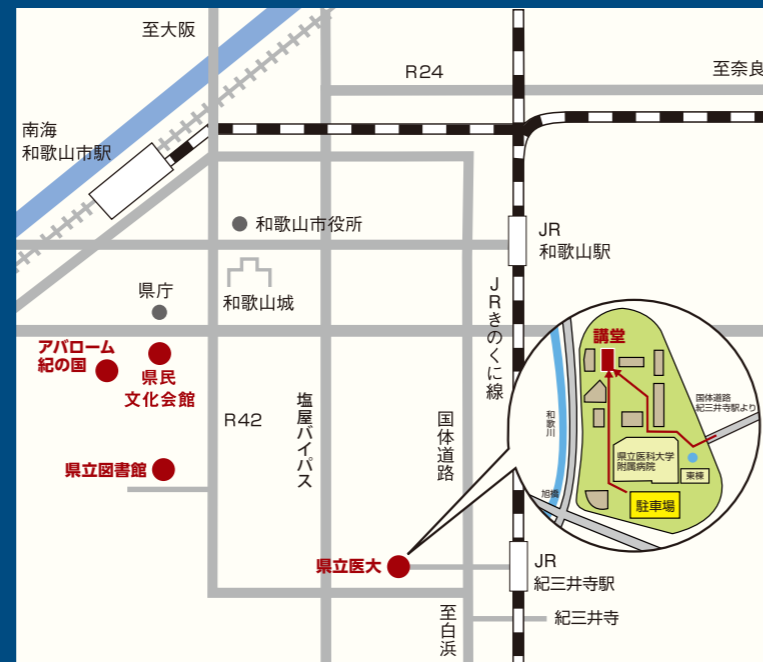 至大阪
R24
至奈良
南海
和歌山市駅
和歌山市役所
JR
和歌山駅
県庁
和歌山城
JRきのくに線
アバローム
紀の国
県民
文化会館
R42
塩屋バイパス
国体道路
県立図書館
県立医大
JR
紀三井寺駅
至白浜
紀三井寺
講堂
国体道路
紀三井寺駅より
和歌川
県立医科大学
附属病院
東棟
旭橋
駐車場